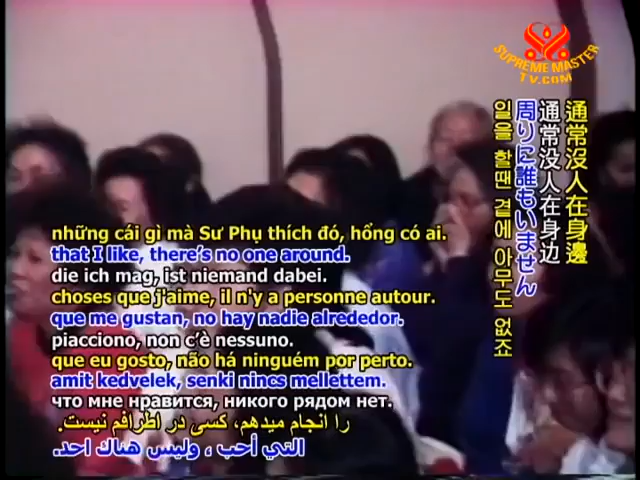 SUPREME MASTER
TV.COM
通常沒人在身邊
通常没人在身边
周りに誰もいません
일을 할땐 곁에 아무도 없죠
những cái gì mà Sư Phụ thích đó, hổng có ai.
that I like, there's no one around.
die ich mag, ist niemand dabei.
choses que j'aime, il n'y a personne autour.
que me gustan, no hay nadie alrededor.
piacciono, non c'è nessuno.
que eu gosto, não há ninguém por perto.
amit kedvelek, senki nincs mellettem.
что мне нравится, никого рядом нет.
را انجام میدهم، کسی در اطرافم نیست.
التي أحب ، وليس هناك احد.